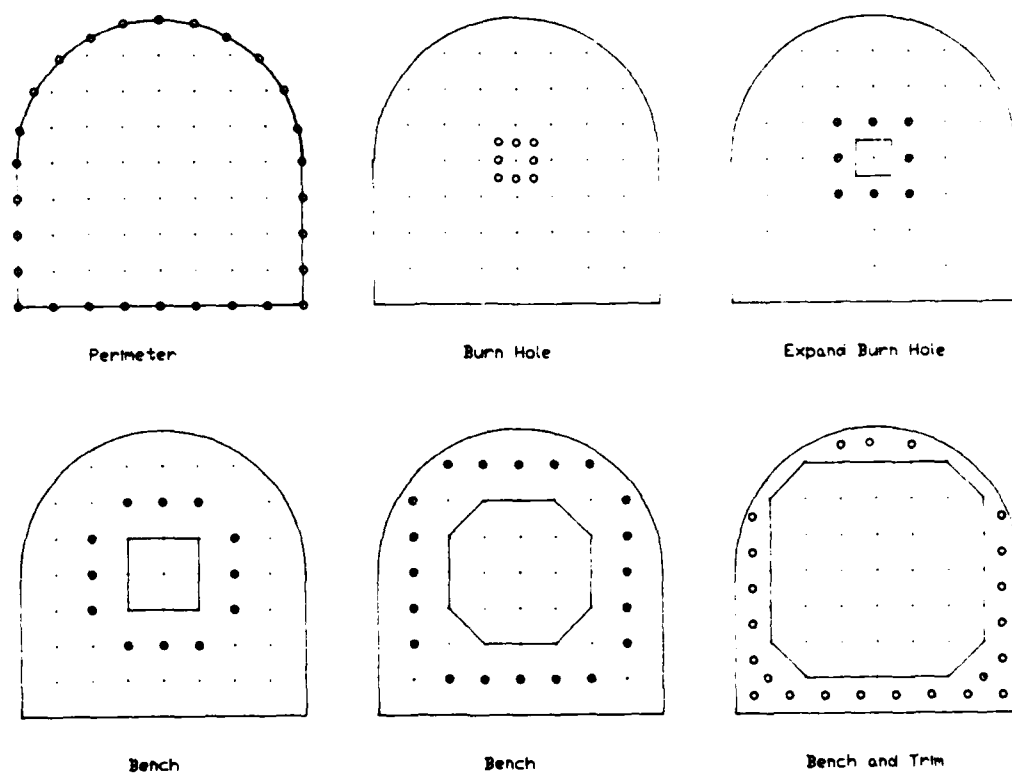 Perimeter
Burn Hole
Expand Burn Hole
Bench
Bench
Bench and Trim